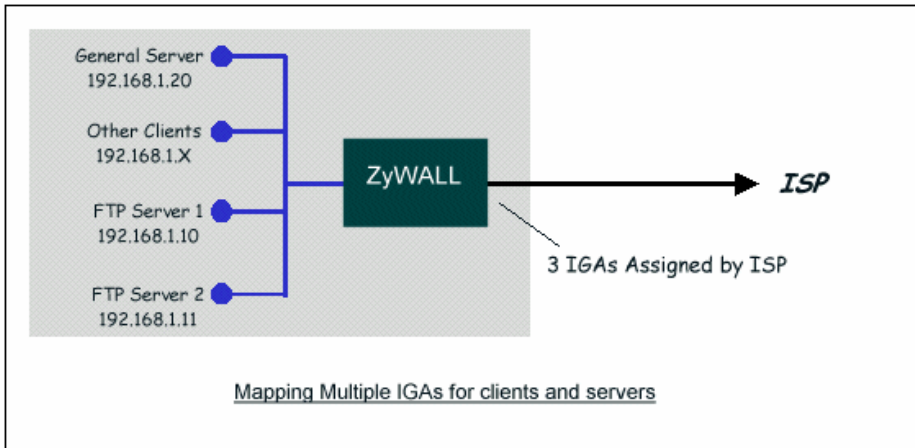 General Server
192.168.1.20
Other Clients
192.168.1.X
FTP Server 1
192.168.1.10
FTP Server 2
192.168.1.11
ZyWALL
ISP
3 IGAs Assigned by ISP
Mapping Multiple IGAs for clients and servers